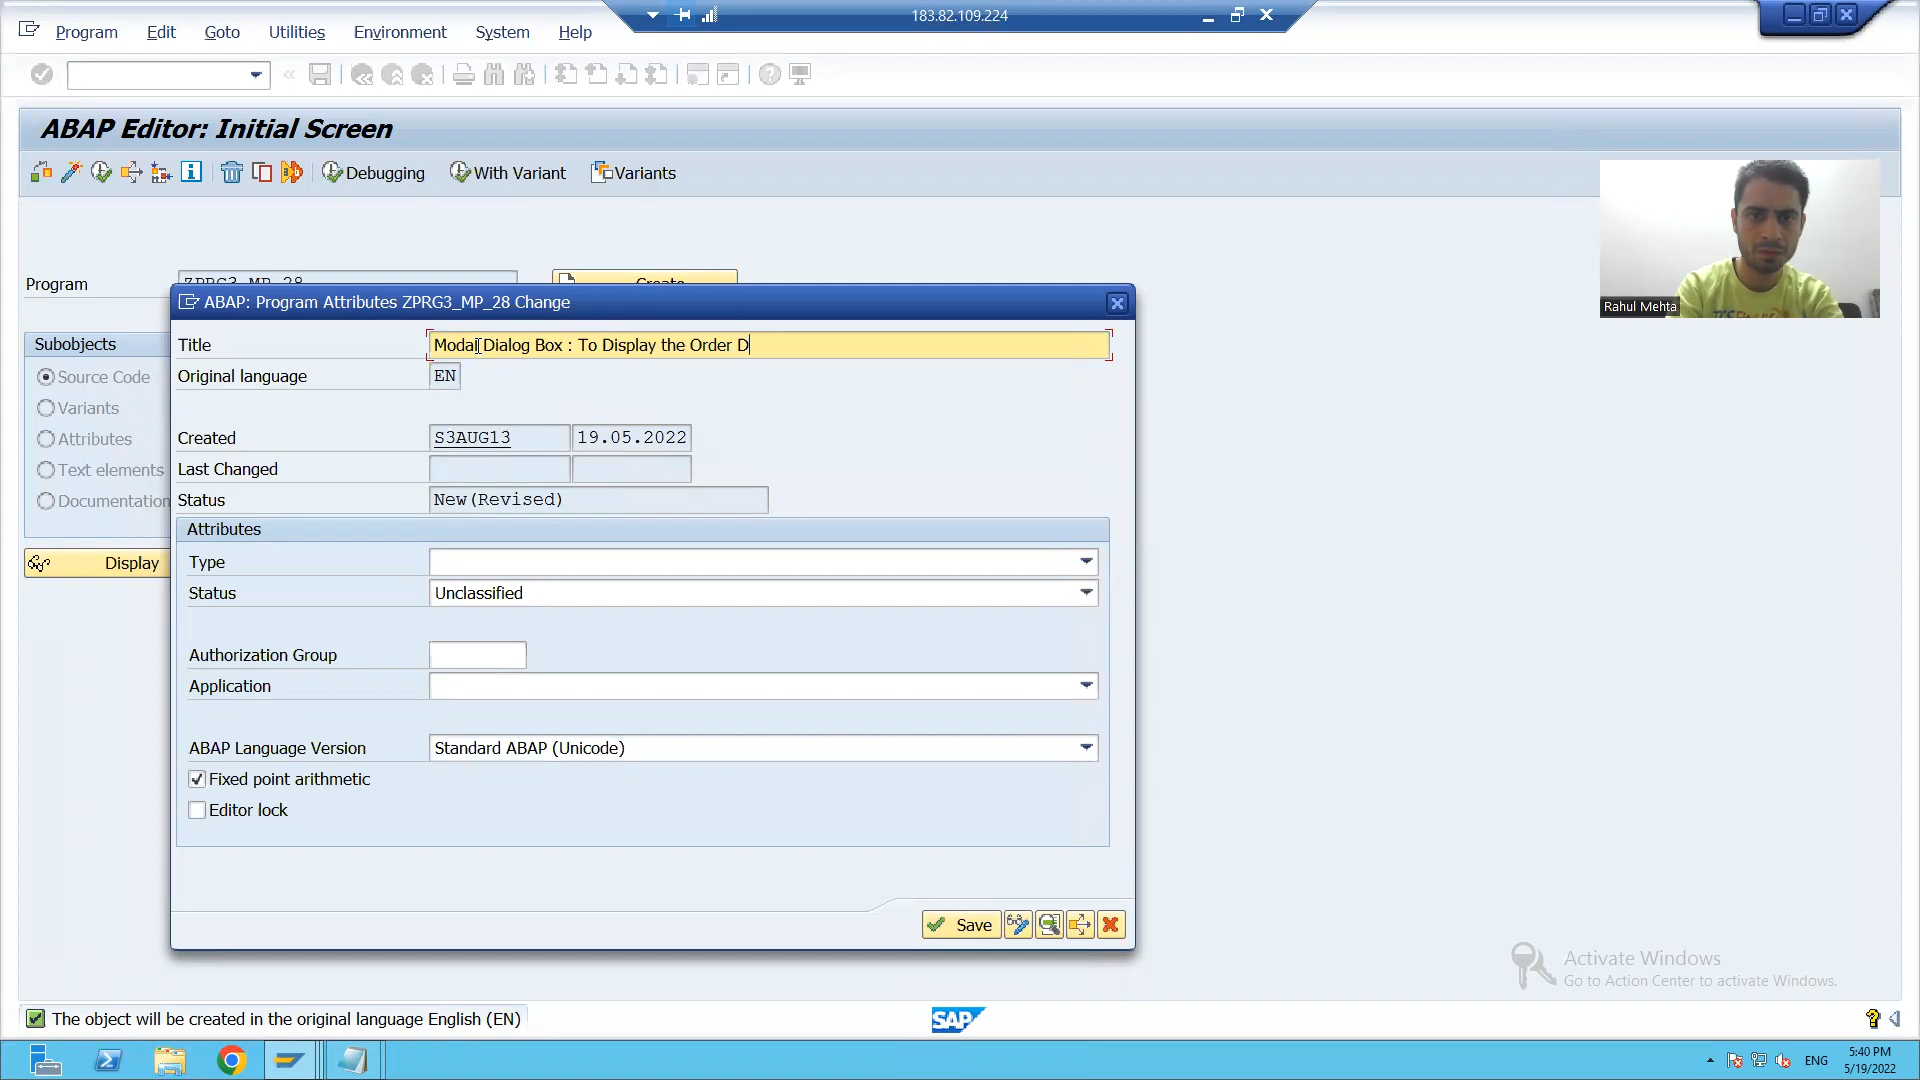 183.82.109.224
Program Edit Goto Utilities Environment System Help
ABAP Editor: Initial Screen
Debugging With Variant Variants
Rahul Mehta
Program ZPRG3_MP_28 Create
ABAP: Program Attributes ZPRG3_MP_28 Change
Subobjects
Source Code
Variants
Attributes
Text elements
Documentation
Display
Title Modal Dialog Box : To Display the Order D
Original language EN
Created S3AUG13 19.05.2022
Last Changed
Status New(Revised)
Attributes
Type
Status Unclassified
Authorization Group
Application
ABAP Language Version Standard ABAP (Unicode)
Fixed point arithmetic
Editor lock
Save
Activate Windows
Go to Action Center to activate Windows.
The object will be created in the original language English (EN)
SAP
ENG
5:40 PM
5/19/2022